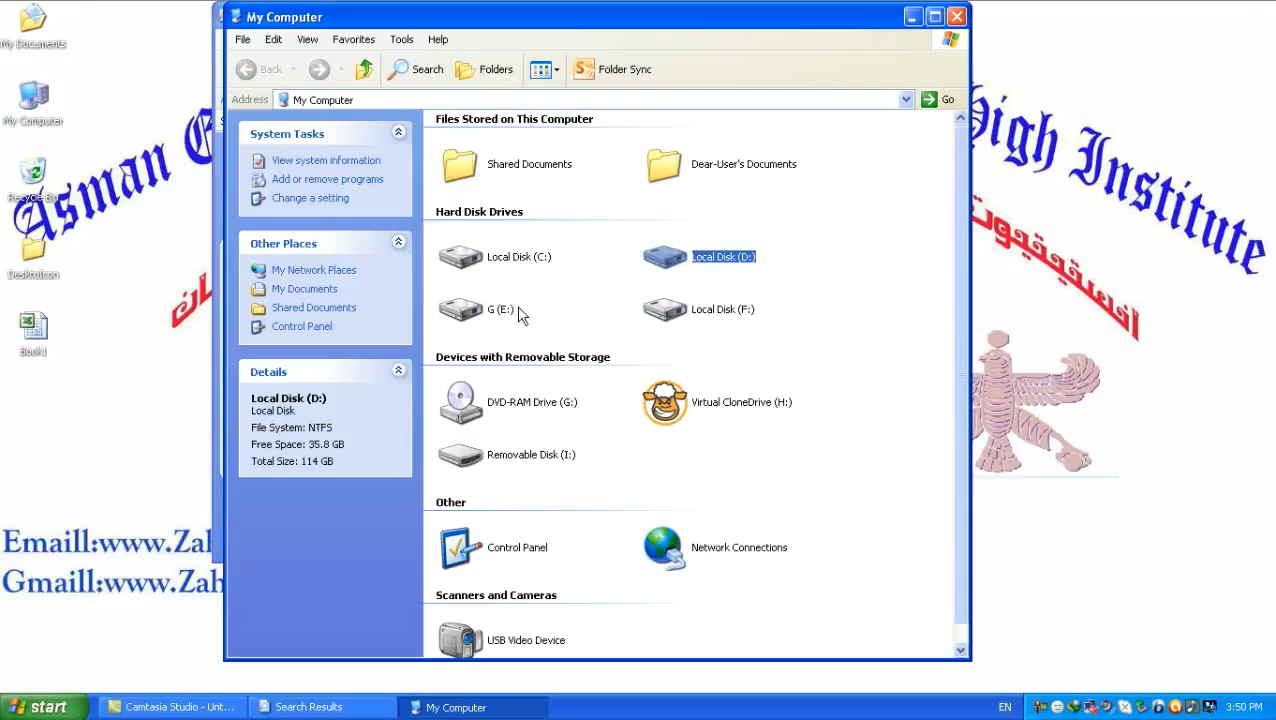 My Computer
File Edit View Favorites Tools Help
Back Search Folders Folder Sync
Address My Computer Go
System Tasks
View system information
Add or remove programs
Change a setting
Other Places
My Network Places
My Documents
Shared Documents
Control Panel
Details
Local Disk (D:)
Local Disk
File System: NTFS
Free Space: 35.8 GB
Total Size: 114 GB
Files Stored on This Computer
Shared Documents Dear-User's Documents
Hard Disk Drives
Local Disk (C:) Local Disk (D:)
G (E:) Local Disk (F:)
Devices with Removable Storage
DVD-RAM Drive (G:) Virtual CloneDrive (H:)
Removable Disk (I:)
Other
Control Panel Network Connections
Scanners and Cameras
USB Video Device
My Documents
My Computer
Recycle Bin
DesktoIcon
Book1
Asman
High Institute
Emaill:www.Zah
Gmaill:www.Zah
start Camtasia Studio - Unt... Search Results My Computer EN 3:50 PM